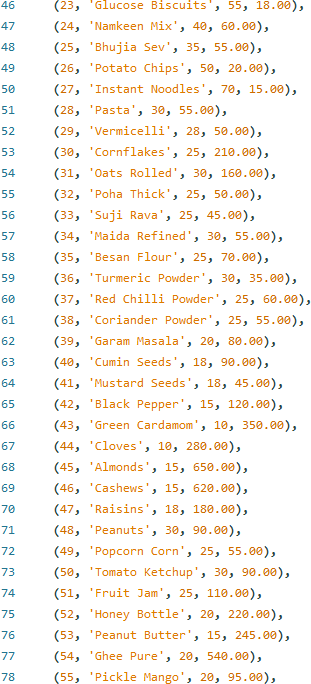 46 (23, 'Glucose Biscuits', 55, 18.00),
47 (24, 'Namkeen Mix', 40, 60.00),
48 (25, 'Bhujia Sev', 35, 55.00),
49 (26, 'Potato Chips', 50, 20.00),
50 (27, 'Instant Noodles', 70, 15.00),
51 (28, 'Pasta', 30, 55.00),
52 (29, 'Vermicelli', 28, 50.00),
53 (30, 'Cornflakes', 25, 210.00),
54 (31, 'Oats Rolled', 30, 160.00),
55 (32, 'Poha Thick', 25, 50.00),
56 (33, 'Suji Rava', 25, 45.00),
57 (34, 'Maida Refined', 30, 55.00),
58 (35, 'Besan Flour', 25, 70.00),
59 (36, 'Turmeric Powder', 30, 35.00),
60 (37, 'Red Chilli Powder', 25, 60.00),
61 (38, 'Coriander Powder', 25, 55.00),
62 (39, 'Garam Masala', 20, 80.00),
63 (40, 'Cumin Seeds', 18, 90.00),
64 (41, 'Mustard Seeds', 18, 45.00),
65 (42, 'Black Pepper', 15, 120.00),
66 (43, 'Green Cardamom', 10, 350.00),
67 (44, 'Cloves', 10, 280.00),
68 (45, 'Almonds', 15, 650.00),
69 (46, 'Cashews', 15, 620.00),
70 (47, 'Raisins', 18, 180.00),
71 (48, 'Peanuts', 30, 90.00),
72 (49, 'Popcorn Corn', 25, 55.00),
73 (50, 'Tomato Ketchup', 30, 90.00),
74 (51, 'Fruit Jam', 25, 110.00),
75 (52, 'Honey Bottle', 20, 220.00),
76 (53, 'Peanut Butter', 15, 245.00),
77 (54, 'Ghee Pure', 20, 540.00),
78 (55, 'Pickle Mango', 20, 95.00),